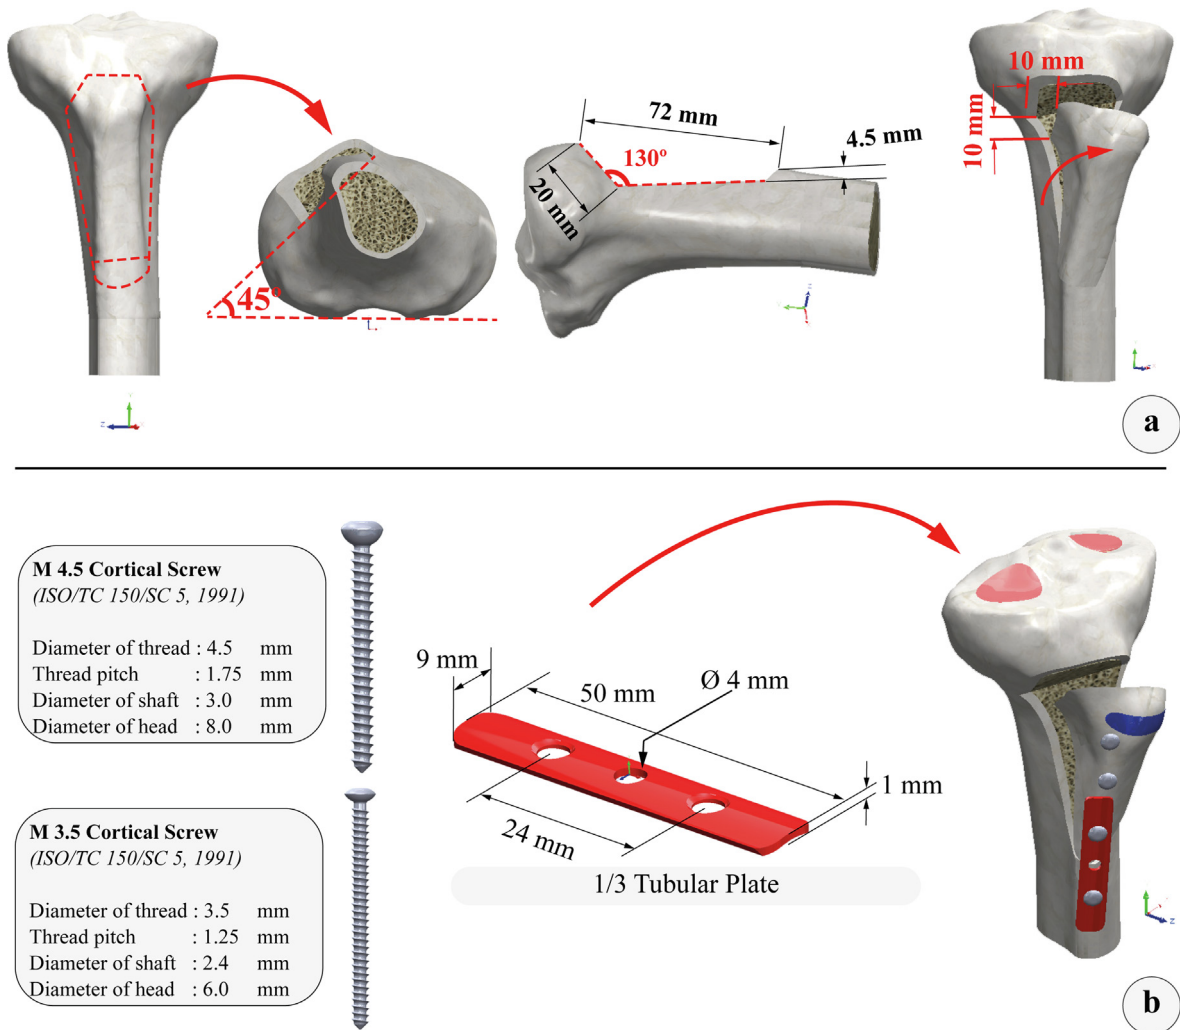 72 mm
4.5 mm
130º
20 mm
45º
10 mm
10 mm
a
M 4.5 Cortical Screw
(ISO/TC 150/SC 5, 1991)
Diameter of thread : 4.5 mm
Thread pitch : 1.75 mm
Diameter of shaft : 3.0 mm
Diameter of head : 8.0 mm
M 3.5 Cortical Screw
(ISO/TC 150/SC 5, 1991)
Diameter of thread : 3.5 mm
Thread pitch : 1.25 mm
Diameter of shaft : 2.4 mm
Diameter of head : 6.0 mm
9 mm
50 mm
Ø 4 mm
1 mm
24 mm
1/3 Tubular Plate
b